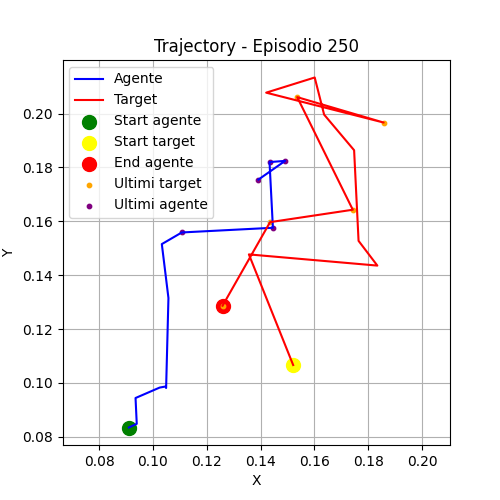 Trajectory - Episodio 250
Agente
Target
Start agente
Start target
End agente
Ultimi target
Ultimi agente
Y
0.20
0.18
0.16
0.14
0.12
0.10
0.08
0.08 0.10 0.12 0.14 0.16 0.18 0.20
X